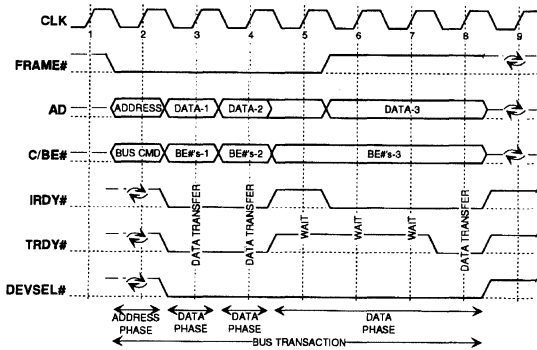 CLK
1 2 3 4 5 6 7 8 9
FRAME#
AD
ADDRESS DATA-1 DATA-2 DATA-3
C/BE#
BUS CMD BE#'s-1 BE#'s-2 BE#'s-3
IRDY#
TRDY#
DATA TRANSFER
DATA TRANSFER
WAIT
WAIT
WAIT
DATA TRANSFER
DEVSEL#
ADDRESS PHASE
DATA PHASE
DATA PHASE
DATA PHASE
BUS TRANSACTION